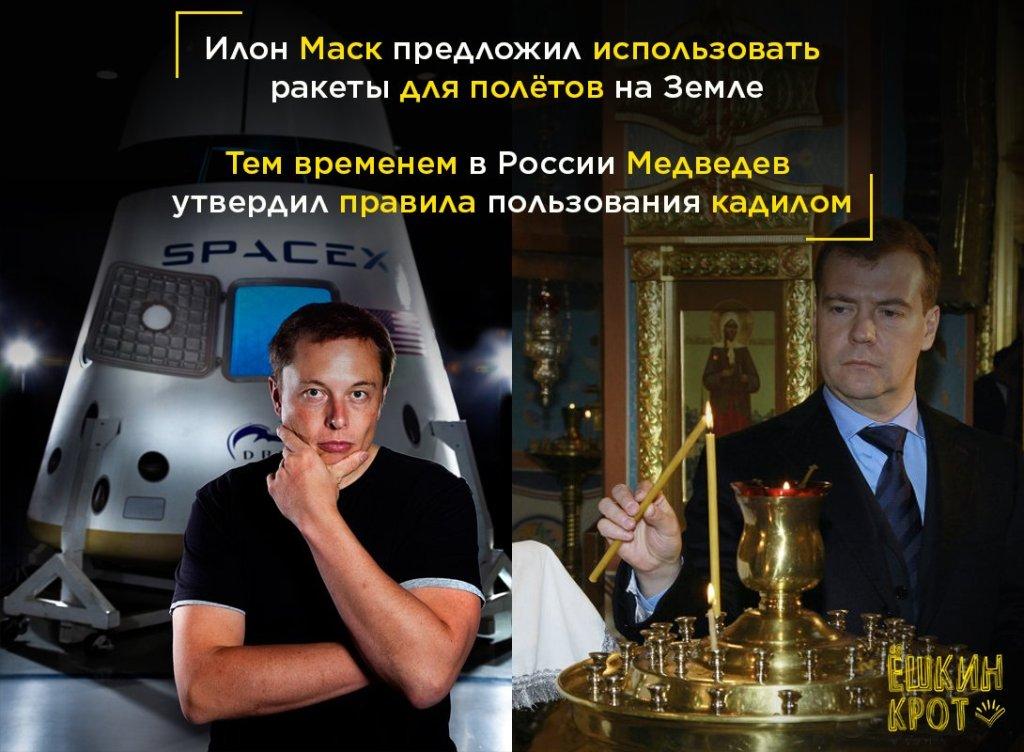 Илон Маск предложил использовать
ракеты для полётов на Земле
Тем временем в России Медведев
утвердил правила пользования кадилом
SPACEX
ЁШКИН
КРОТ